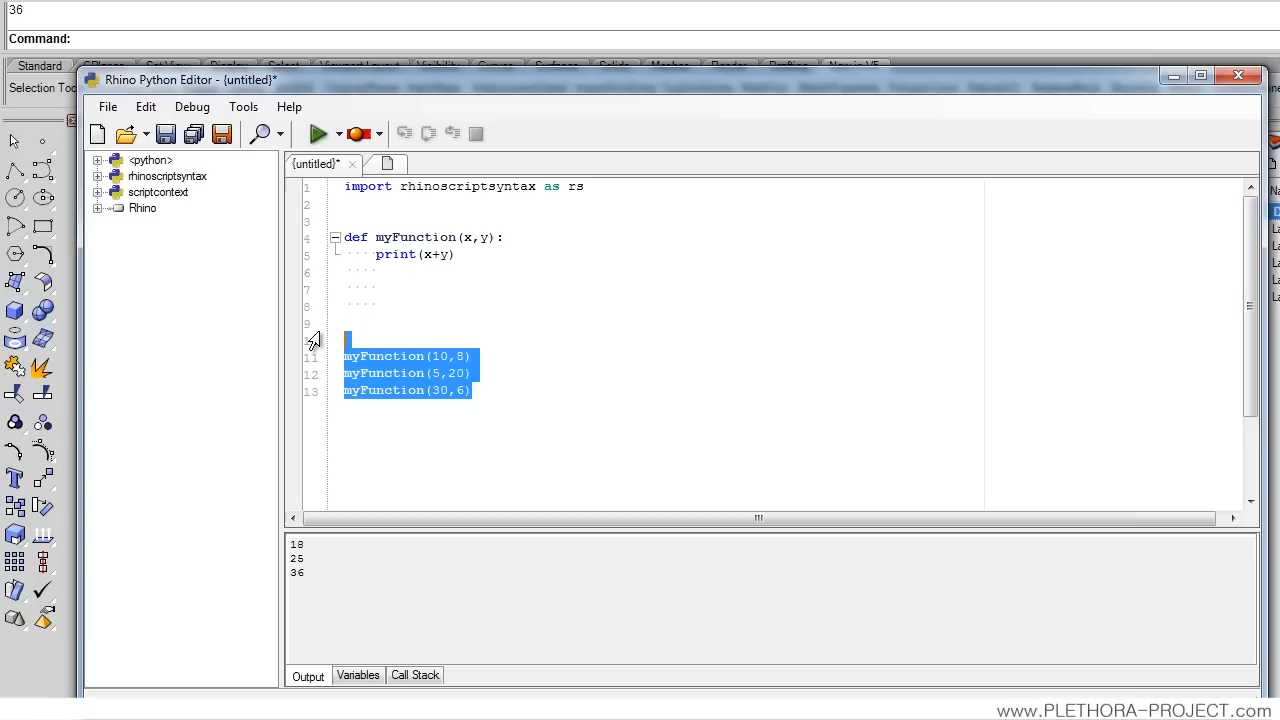 36
Command:
Standard
Selection Too
Rhino Python Editor - {untitled}*
File Edit Debug Tools Help
<python>
rhinoscriptsyntax
scriptcontext
Rhino
{untitled}*
1 import rhinoscriptsyntax as rs
2
3
4 def myFunction(x,y):
5 print(x+y)
6
7
8
9
11 myFunction(10,8)
12 myFunction(5,20)
13 myFunction(30,6)
18
25
36
Output Variables Call Stack
www.PLETHORA-PROJECT.com